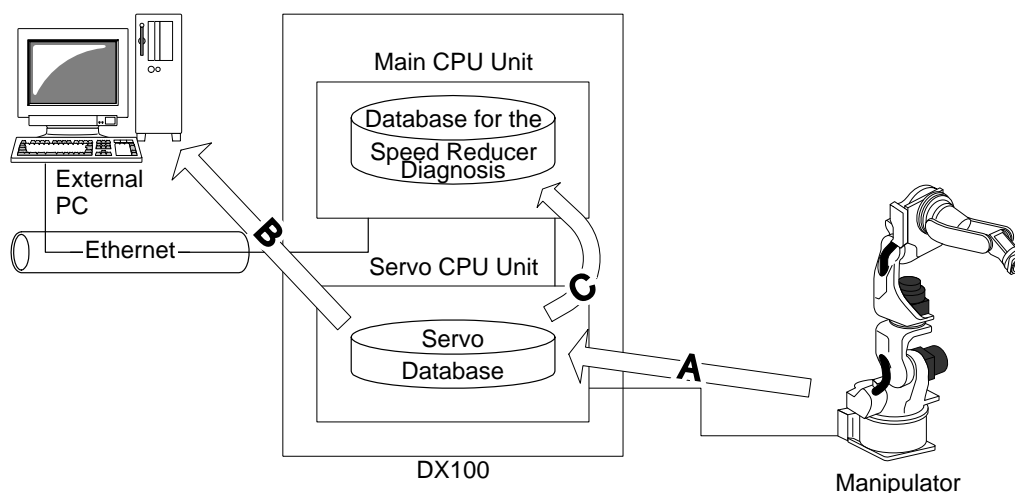 Main CPU Unit
Database for the
Speed Reducer
Diagnosis
External
PC
Ethernet
B
Servo CPU Unit
C
Servo
Database
A
DX100
Manipulator